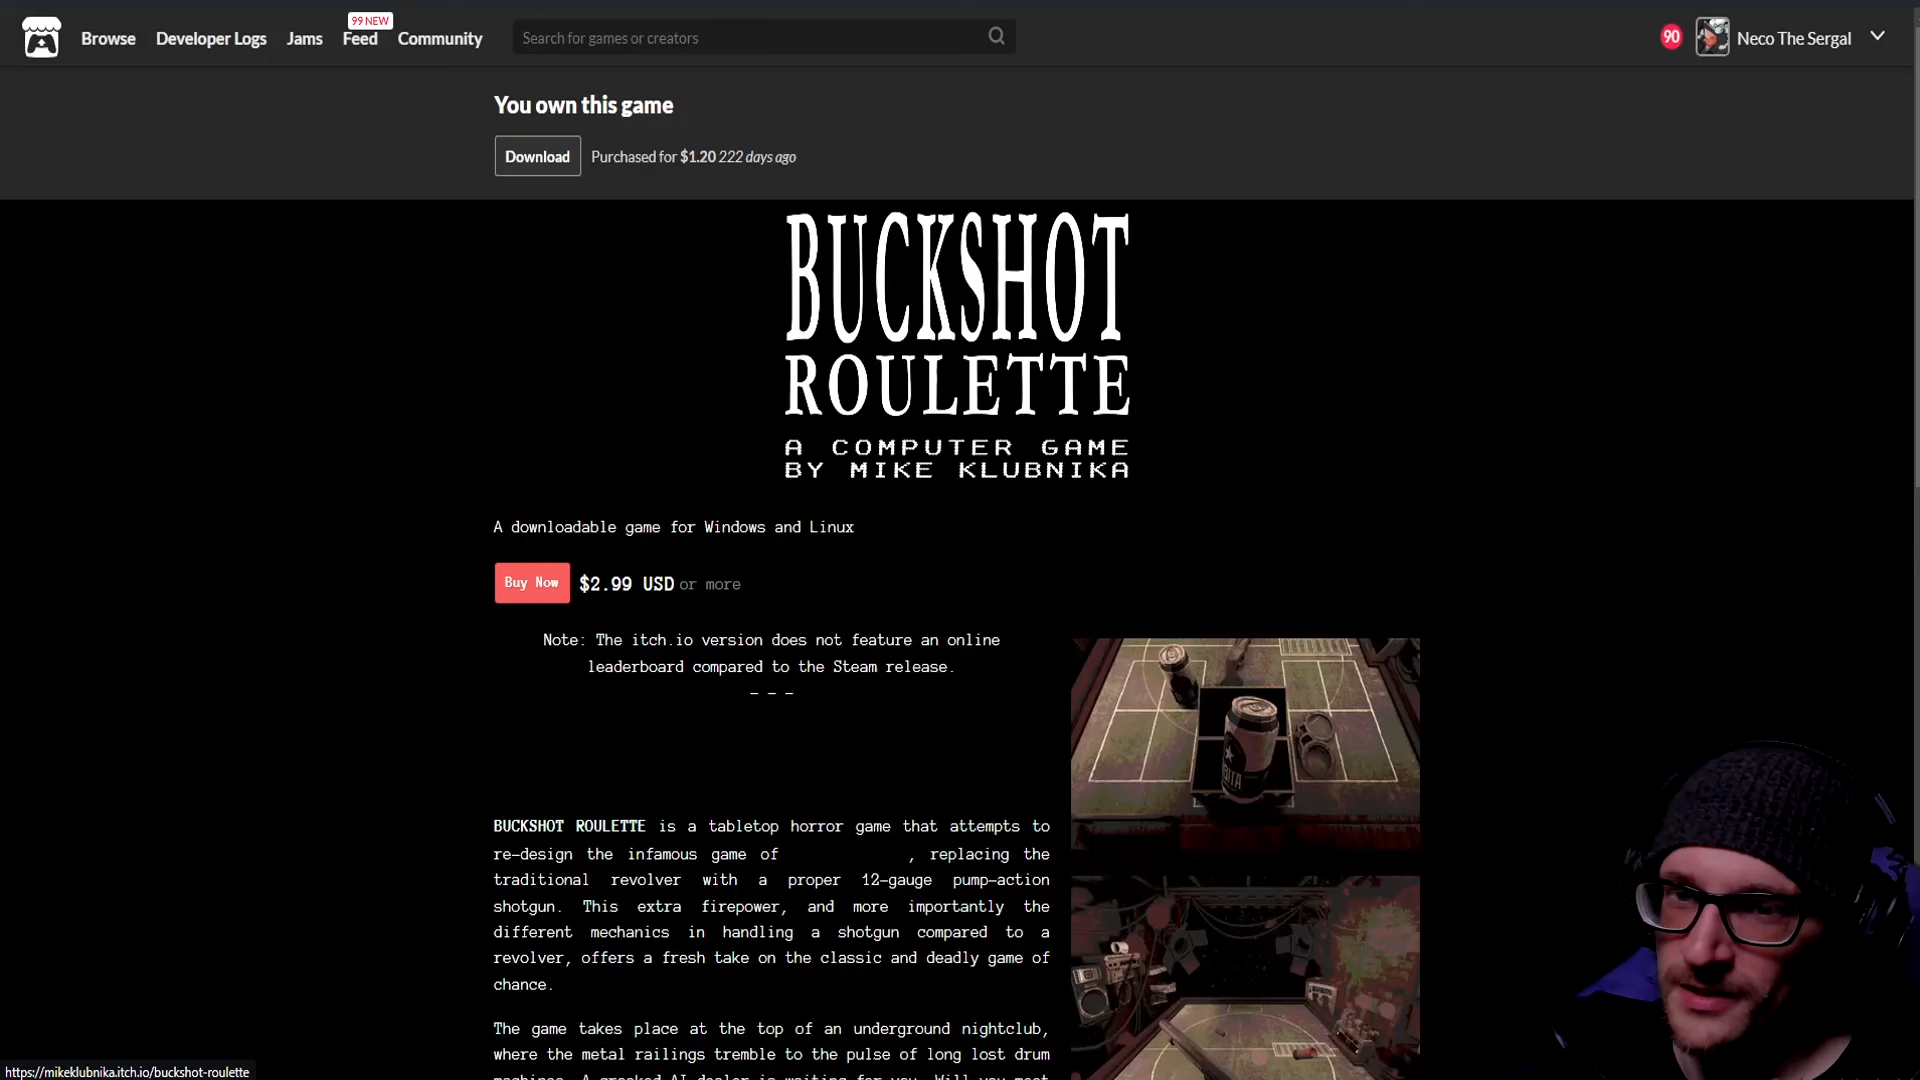 Browse Developer Logs Jams Feed Community
99 NEW
Search for games or creators
90
Neco The Sergal
You own this game
Download Purchased for $1.20 222 days ago
BUCKSHOT
ROULETTE
A COMPUTER GAME
BY MIKE KLUBNIKA
A downloadable game for Windows and Linux
Buy Now $2.99 USD or more
Note: The itch.io version does not feature an online
leaderboard compared to the Steam release.
- - -
BITA
BUCKSHOT ROULETTE is a tabletop horror game that attempts to
re-design the infamous game of , replacing the
traditional revolver with a proper 12-gauge pump-action
shotgun. This extra firepower, and more importantly the
different mechanics in handling a shotgun compared to a
revolver, offers a fresh take on the classic and deadly game of
chance.
The game takes place at the top of an underground nightclub,
where the metal railings tremble to the pulse of long lost drum
https://mikeklubnika.itch.io/buckshot-roulette